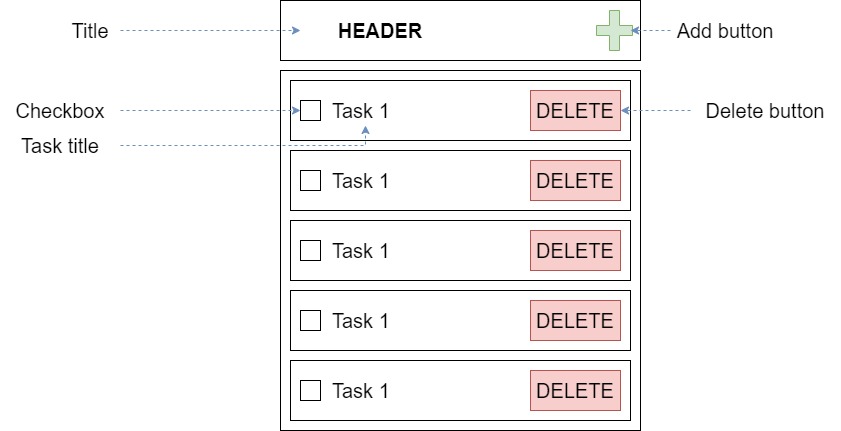 Title
HEADER
Add button
Checkbox
Task 1
DELETE
Delete button
Task title
Task 1
DELETE
Task 1
DELETE
Task 1
DELETE
Task 1
DELETE